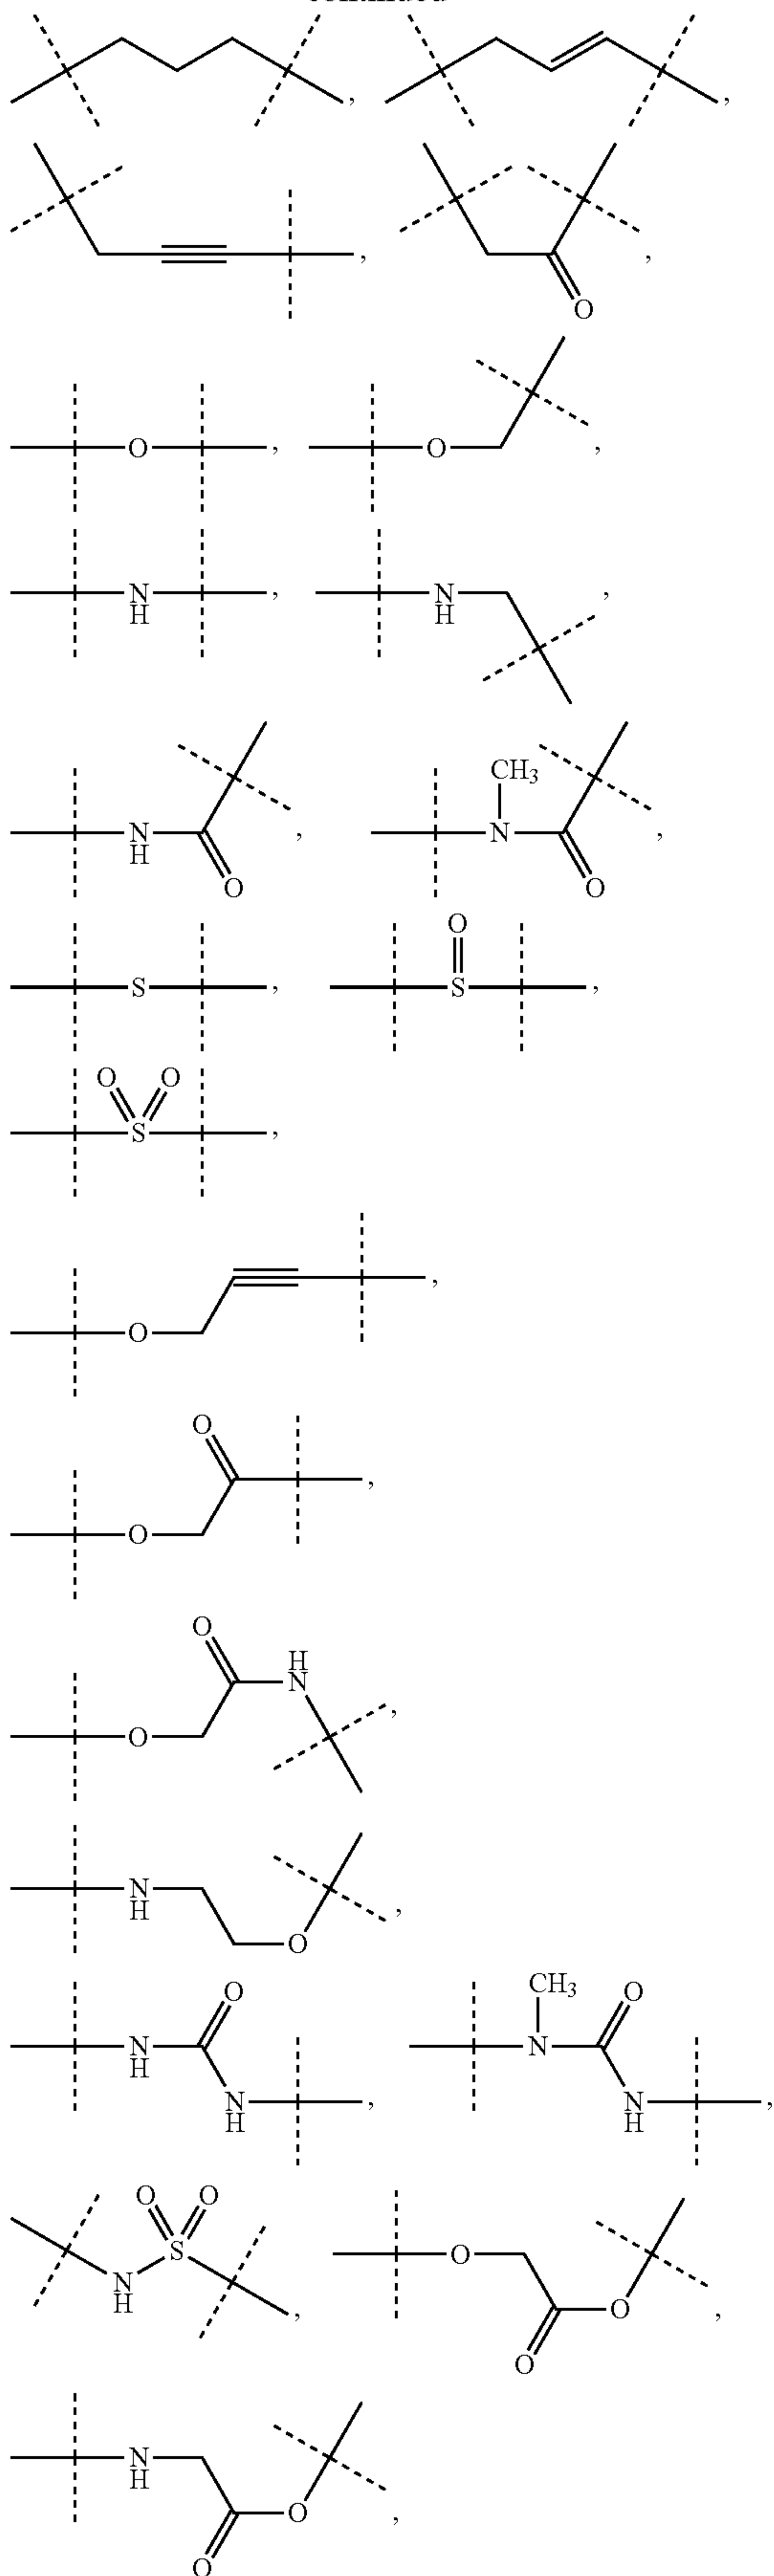 ,
,
,
O
,
O
,
O
,
N
H
,
N
H
,
N
H
O
,
CH3
N
O
,
S
,
O
S
,
O O
S
,
O
,
O
O
,
O
H
N
O
,
N
H
O
,
O
N
H
N
H
,
CH3
O
N
N
H
,
O O
S
N
H
,
O
O
O
,
N
H
O
O
,